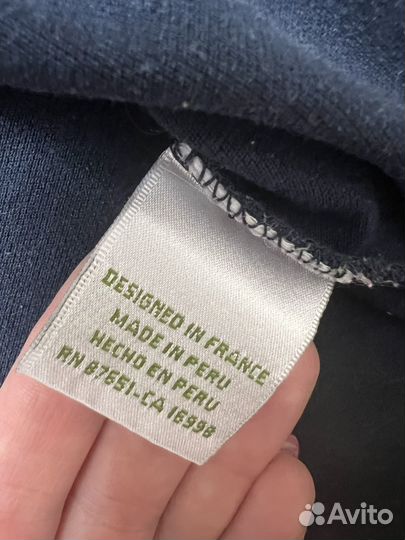 DESIGNED IN FRANCE
MADE IN PERU
HECHO EN PERU
RN 87651-CA 16998
Avito